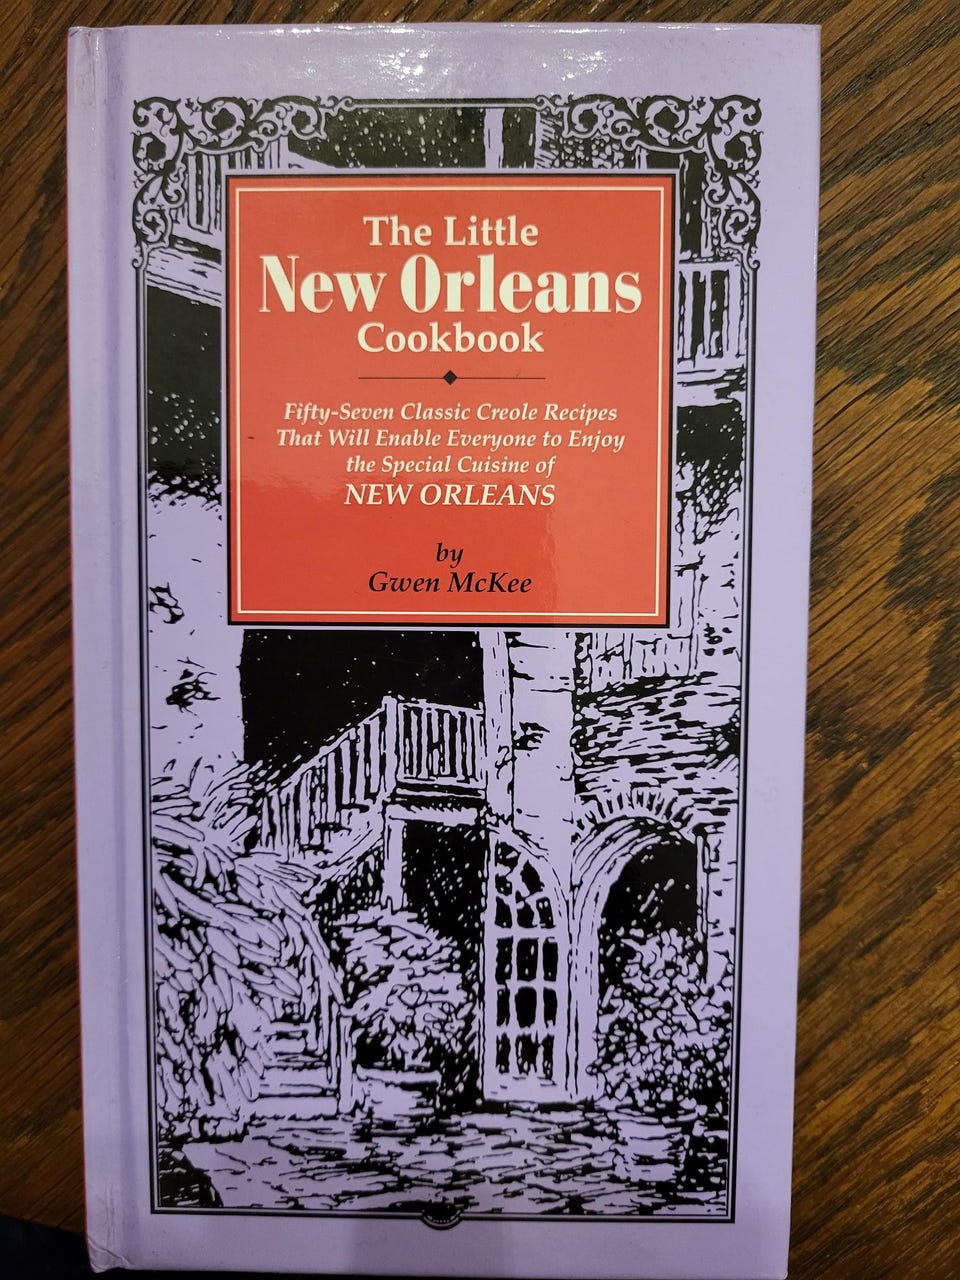 The Little
New Orleans
Cookbook
Fifty-Seven Classic Creole Recipes
That Will Enable Everyone to Enjoy
the Special Cuisine of
NEW ORLEANS
by
Gwen McKee